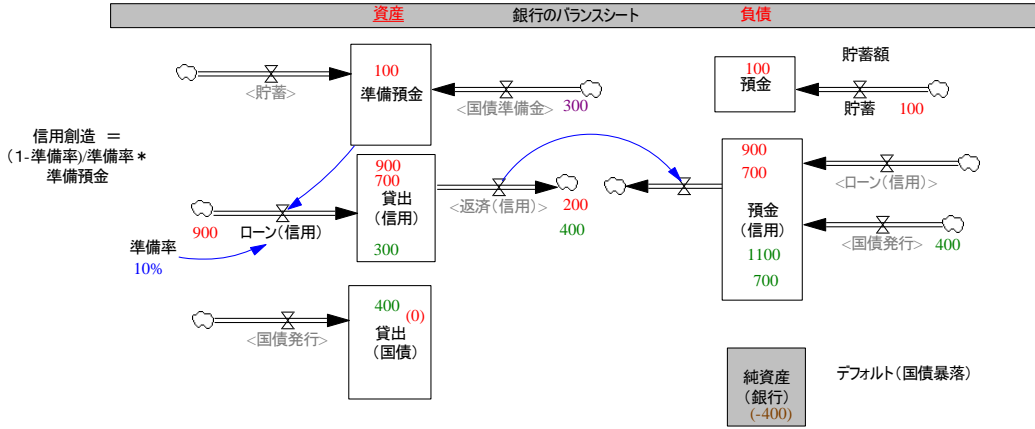 資産 銀行のバランスシート 負債
<貯蓄>
100
準備預金
<国債準備金>
300
100
預金
貯蓄額
貯蓄
100
信用創造 =
(1-準備率)/準備率*
準備預金
900
ローン(信用)
準備率
10%
900
700
貸出
(信用)
300
<返済(信用)>
200
400
900
700
預金
(信用)
1100
700
<ローン(信用)>
<国債発行>
400
<国債発行>
400
(0)
貸出
(国債)
純資産
(銀行)
(-400)
デフォルト(国債暴落)